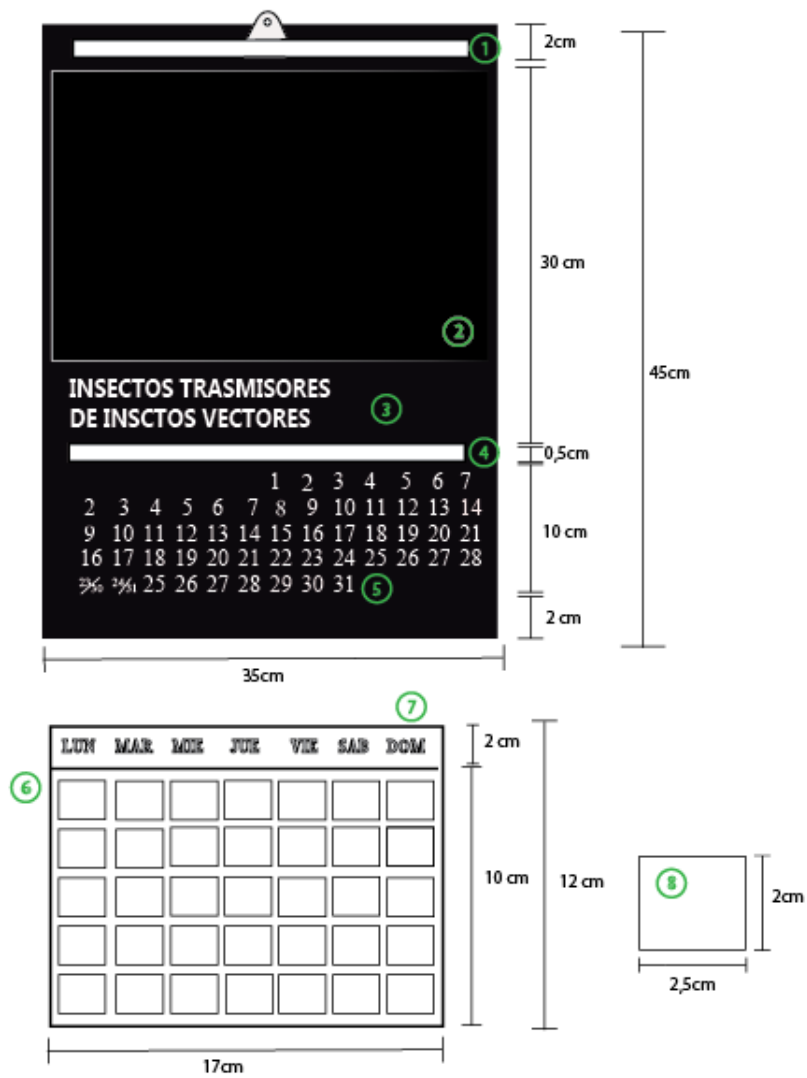 1
2cm
30 cm
2
45cm
INSECTOS TRASMISORES
DE INSCTOS VECTORES
3
4
0,5cm
1 2 3 4 5 6 7
2 3 4 5 6 7 8 9 10 11 12 13 14
9 10 11 12 13 14 15 16 17 18 19 20 21
16 17 18 19 20 21 22 23 24 25 26 27 28
25 26 27 28 29 30 31
5
10 cm
2 cm
35cm
7
LUN MAR MIE JUE VIE SAB DOM
2 cm
6
10 cm
12 cm
8
2cm
2,5cm
17cm